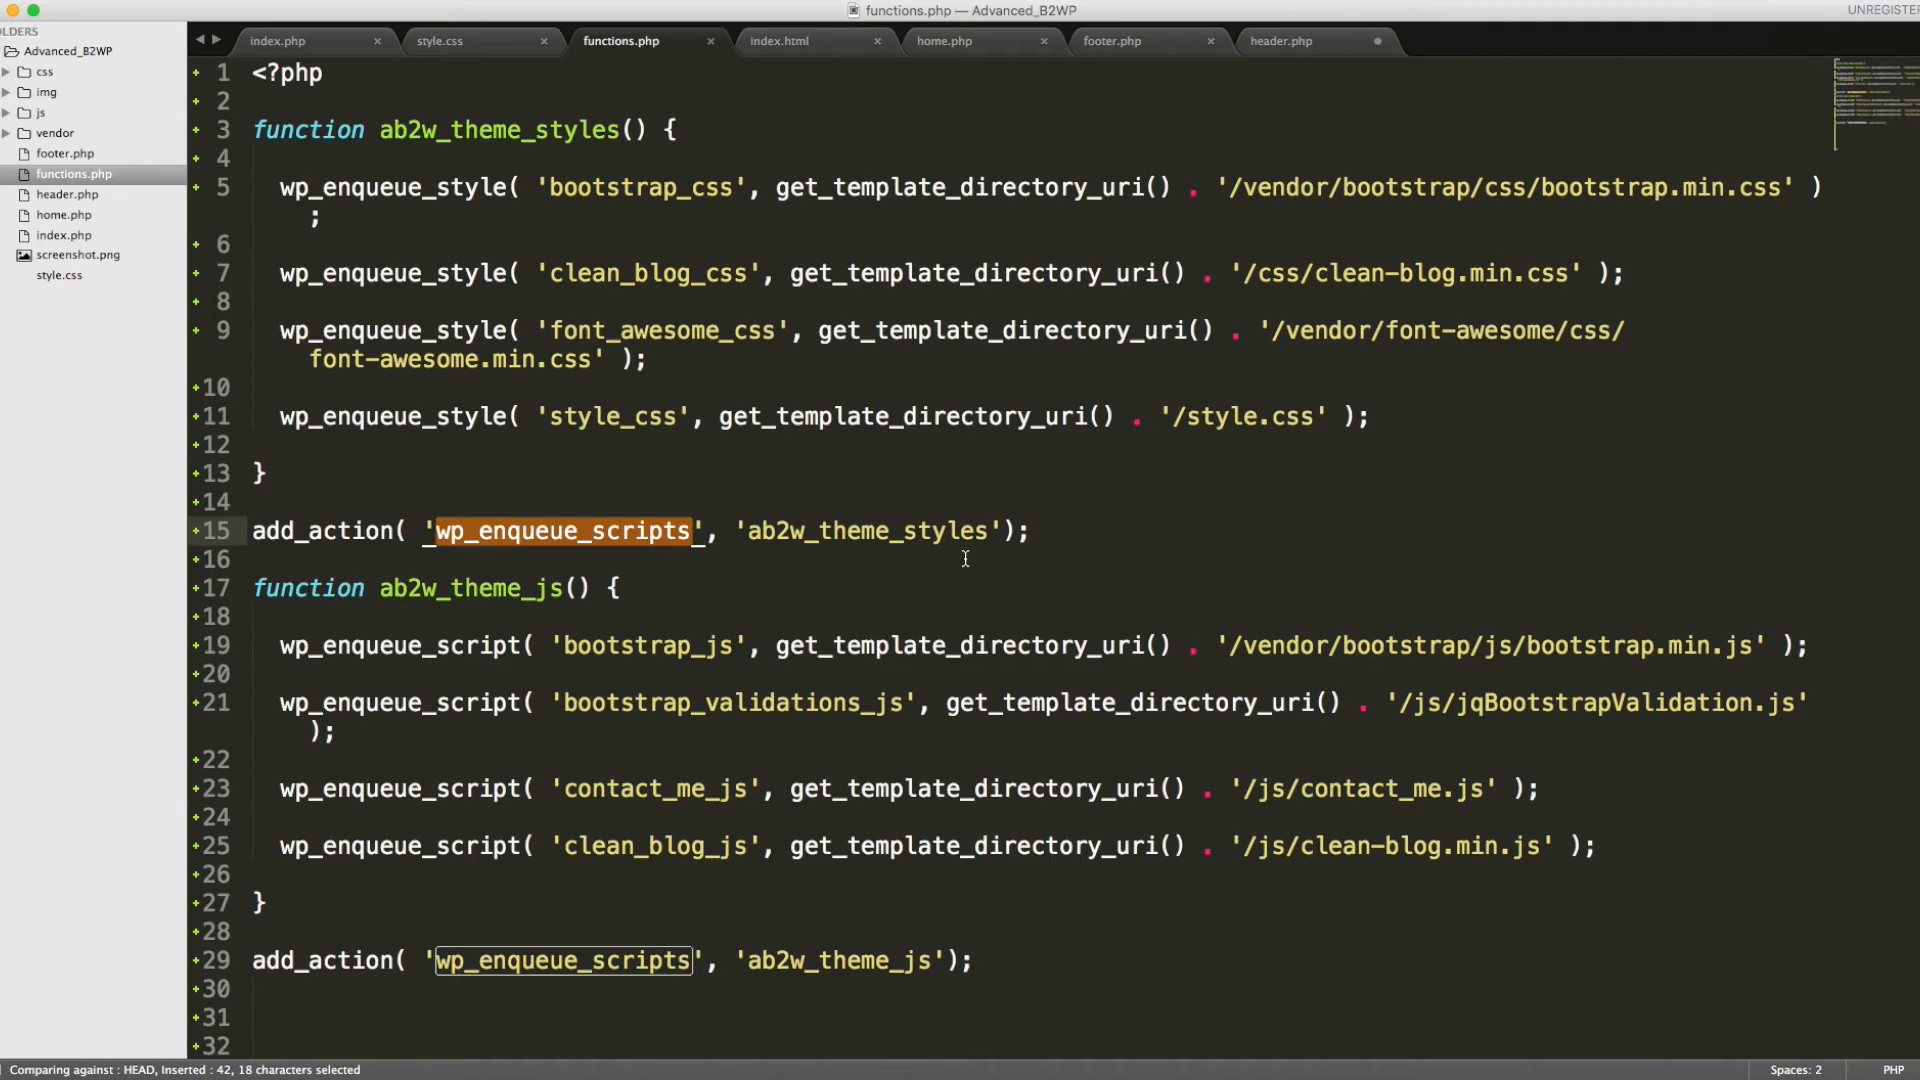 functions.php — Advanced_B2WP
UNREGISTE
OLDERS
Advanced_B2WP
css
img
js
vendor
footer.php
functions.php
header.php
home.php
index.php
screenshot.png
style.css
index.php
style.css
functions.php
index.html
home.php
footer.php
header.php
1 <?php
2
3 function ab2w_theme_styles() {
4
5 wp_enqueue_style( 'bootstrap_css', get_template_directory_uri() . '/vendor/bootstrap/css/bootstrap.min.css' )
;
6
7 wp_enqueue_style( 'clean_blog_css', get_template_directory_uri() . '/css/clean-blog.min.css' );
8
9 wp_enqueue_style( 'font_awesome_css', get_template_directory_uri() . '/vendor/font-awesome/css/
font-awesome.min.css' );
10
11 wp_enqueue_style( 'style_css', get_template_directory_uri() . '/style.css' );
12
13 }
14
15 add_action( 'wp_enqueue_scripts', 'ab2w_theme_styles');
16
17 function ab2w_theme_js() {
18
19 wp_enqueue_script( 'bootstrap_js', get_template_directory_uri() . '/vendor/bootstrap/js/bootstrap.min.js' );
20
21 wp_enqueue_script( 'bootstrap_validations_js', get_template_directory_uri() . '/js/jqBootstrapValidation.js'
);
22
23 wp_enqueue_script( 'contact_me_js', get_template_directory_uri() . '/js/contact_me.js' );
24
25 wp_enqueue_script( 'clean_blog_js', get_template_directory_uri() . '/js/clean-blog.min.js' );
26
27 }
28
29 add_action( 'wp_enqueue_scripts', 'ab2w_theme_js');
30
31
32
Comparing against : HEAD, Inserted : 42, 18 characters selected
Spaces: 2
PHP